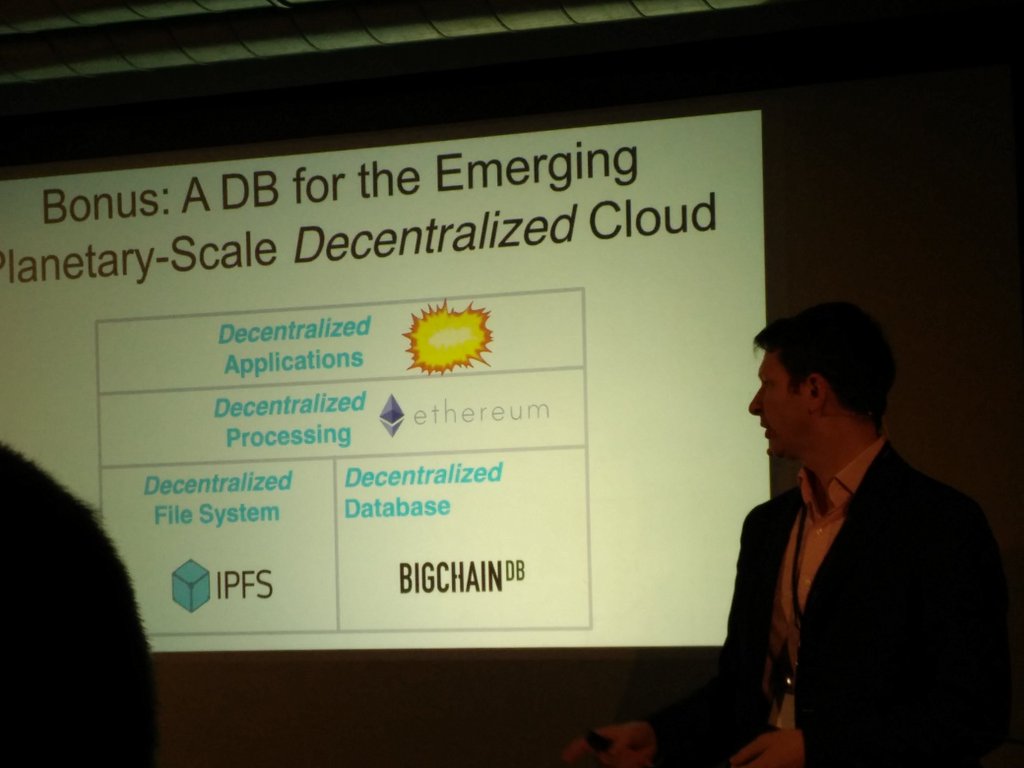 Bonus: A DB for the Emerging
Planetary-Scale Decentralized Cloud
Decentralized
Applications
Decentralized
Processing
ethereum
Decentralized
File System
Decentralized
Database
IPFS
BIGCHAINDB